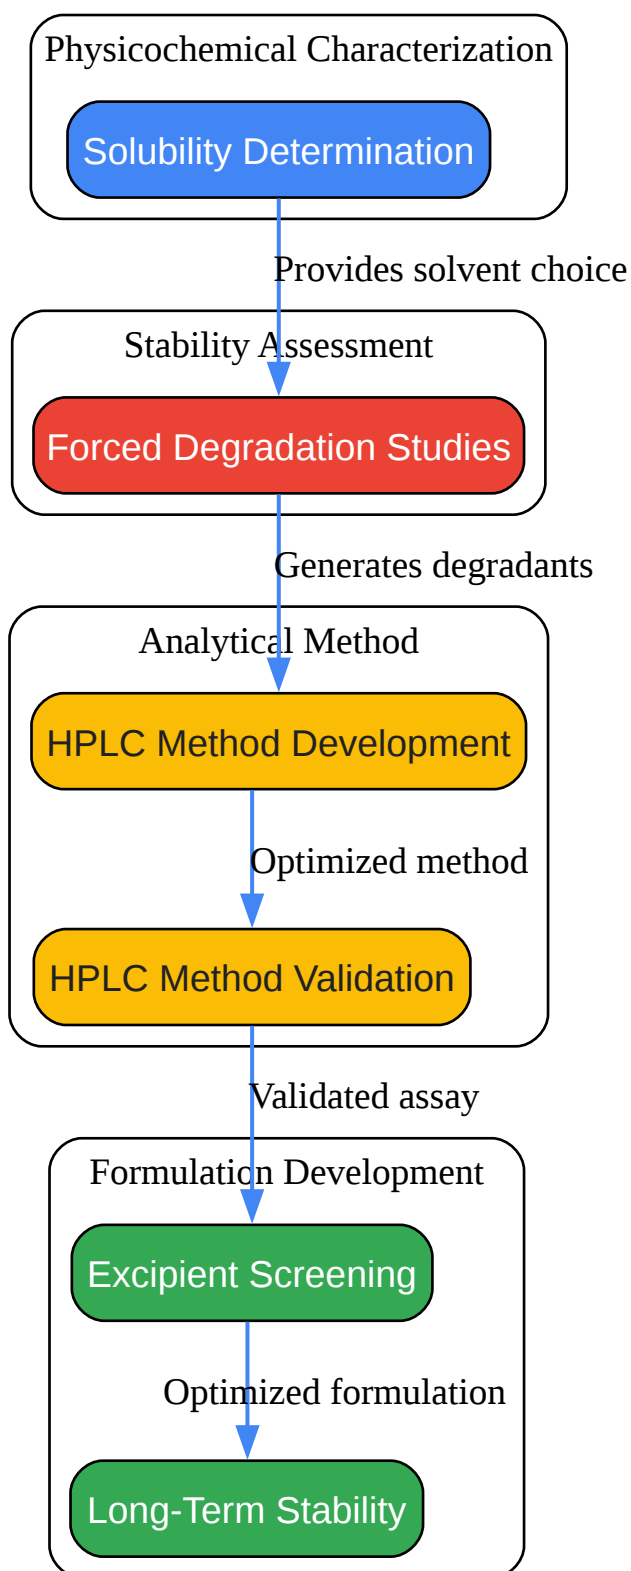 Physicochemical Characterization
Solubility Determination
Provides solvent choice
Stability Assessment
Forced Degradation Studies
Generates degradants
Analytical Method
HPLC Method Development
Optimized method
HPLC Method Validation
Validated assay
Formulation Development
Excipient Screening
Optimized formulation
Long-Term Stability